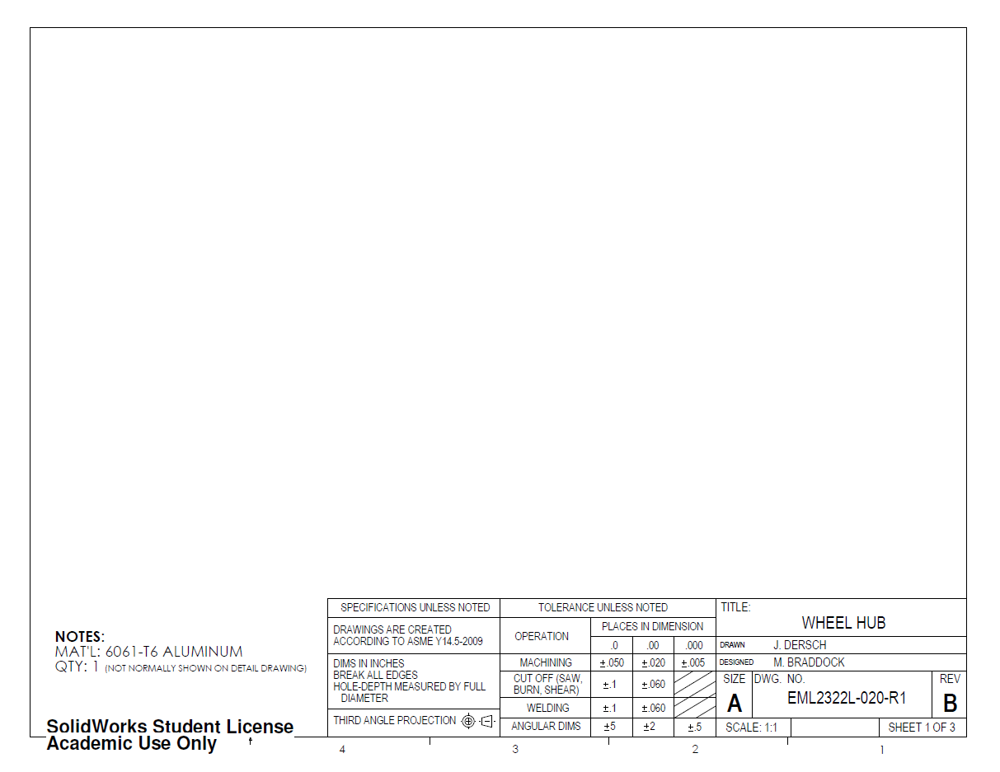 NOTES:
MAT'L: 6061-T6 ALUMINUM
QTY: 1 (NOT NORMALLY SHOWN ON DETAIL DRAWING)
SolidWorks Student License
Academic Use Only
SPECIFICATIONS UNLESS NOTED
DRAWINGS ARE CREATED
ACCORDING TO ASME Y14.5-2009
DIMS IN INCHES
BREAK ALL EDGES
HOLE-DEPTH MEASURED BY FULL
DIAMETER
THIRD ANGLE PROJECTION
TOLERANCE UNLESS NOTED
OPERATION
PLACES IN DIMENSION
.0 .00 .000
MACHINING ±.050 ±.020 ±.005
CUT OFF (SAW,
BURN, SHEAR) ±.1 ±.060
WELDING ±.1 ±.060
ANGULAR DIMS ±5 ±2 ±.5
TITLE:
WHEEL HUB
DRAWN J. DERSCH
DESIGNED M. BRADDOCK
SIZE
A
DWG. NO.
EML2322L-020-R1
REV
B
SCALE: 1:1
SHEET 1 OF 3
4 3 2 1